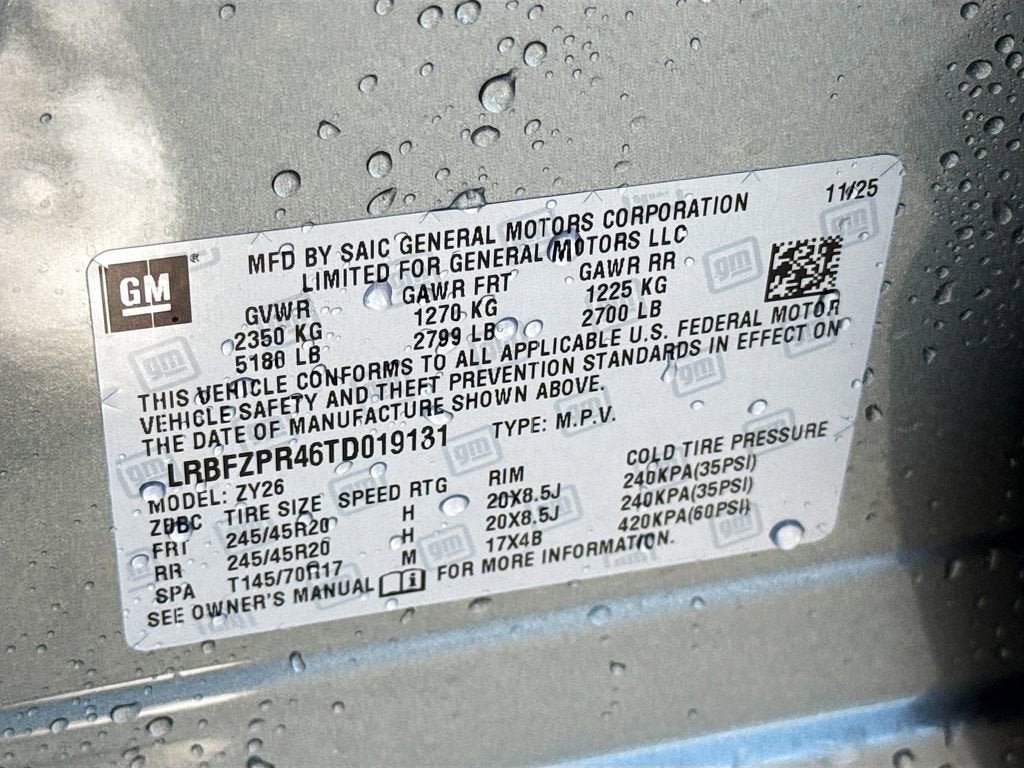 11/25
GM ®
MFD BY SAIC GENERAL MOTORS CORPORATION
LIMITED FOR GENERAL MOTORS LLC
GVWR GAWR FRT GAWR RR
2350 KG 1270 KG 1225 KG
5180 LB 2799 LB 2700 LB
THIS VEHICLE CONFORMS TO ALL APPLICABLE U.S. FEDERAL MOTOR
VEHICLE SAFETY AND THEFT PREVENTION STANDARDS IN EFFECT ON
THE DATE OF MANUFACTURE SHOWN ABOVE.
LRBFZPR46TD019131 TYPE: M.P.V.
MODEL: ZY26
TIRE SIZE SPEED RTG RIM COLD TIRE PRESSURE
FRT 245/45R20 H 20X8.5J 240KPA(35PSI)
RR 245/45R20 H 20X8.5J 240KPA(35PSI)
SPA T145/70R17 M 17X4B 420KPA(60PSI)
SEE OWNER'S MANUAL FOR MORE INFORMATION.